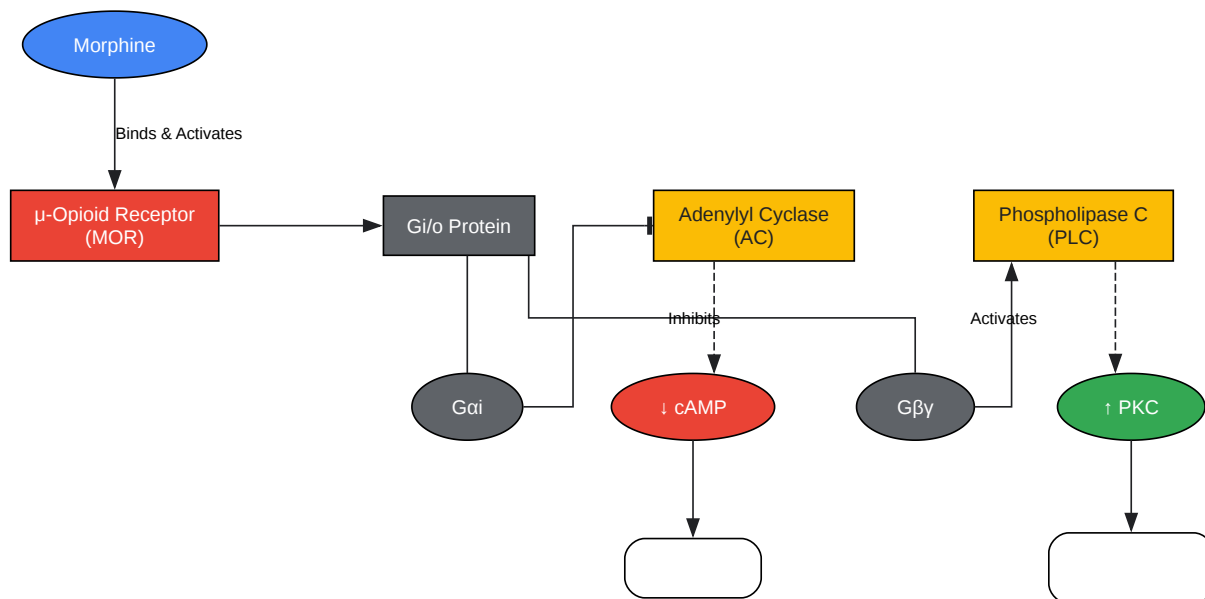 Morphine
Binds & Activates
μ-Opioid Receptor
(MOR)
Gi/o Protein
Adenylyl Cyclase
(AC)
Phospholipase C
(PLC)
Inhibits
Activates
Gαi
↓ cAMP
Gβγ
↑ PKC